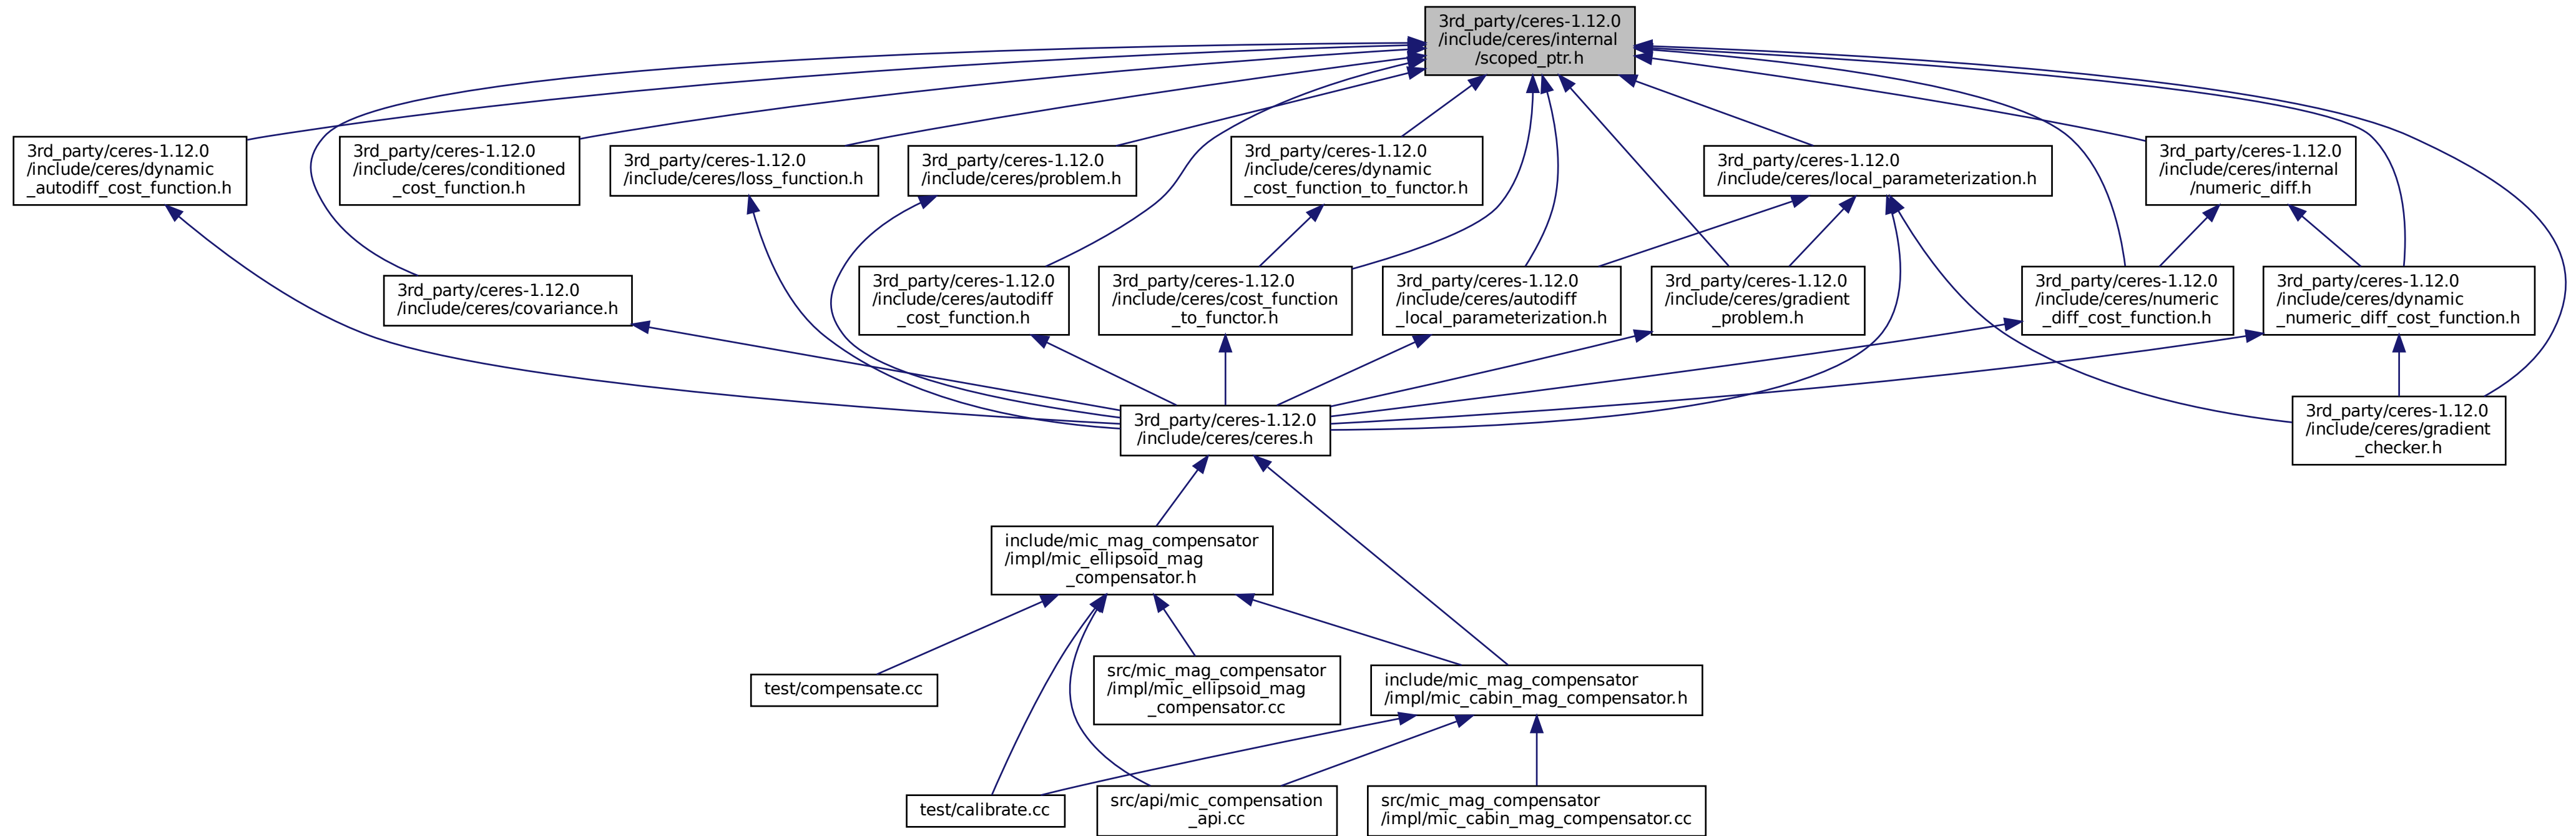 3rd_party/ceres-1.12.0
/include/ceres/internal
/scoped_ptr.h
3rd_party/ceres-1.12.0
/include/ceres/dynamic
_autodiff_cost_function.h
3rd_party/ceres-1.12.0
/include/ceres/conditioned
_cost_function.h
3rd_party/ceres-1.12.0
/include/ceres/loss_function.h
3rd_party/ceres-1.12.0
/include/ceres/problem.h
3rd_party/ceres-1.12.0
/include/ceres/dynamic
_cost_function_to_functor.h
3rd_party/ceres-1.12.0
/include/ceres/local_parameterization.h
3rd_party/ceres-1.12.0
/include/ceres/internal
/numeric_diff.h
3rd_party/ceres-1.12.0
/include/ceres/covariance.h
3rd_party/ceres-1.12.0
/include/ceres/autodiff
_cost_function.h
3rd_party/ceres-1.12.0
/include/ceres/cost_function
_to_functor.h
3rd_party/ceres-1.12.0
/include/ceres/autodiff
_local_parameterization.h
3rd_party/ceres-1.12.0
/include/ceres/gradient
_problem.h
3rd_party/ceres-1.12.0
/include/ceres/numeric
_diff_cost_function.h
3rd_party/ceres-1.12.0
/include/ceres/dynamic
_numeric_diff_cost_function.h
3rd_party/ceres-1.12.0
/include/ceres/ceres.h
3rd_party/ceres-1.12.0
/include/ceres/gradient
_checker.h
include/mic_mag_compensator
/impl/mic_ellipsoid_mag
_compensator.h
test/compensate.cc
src/mic_mag_compensator
/impl/mic_ellipsoid_mag
_compensator.cc
include/mic_mag_compensator
/impl/mic_cabin_mag_compensator.h
test/calibrate.cc
src/api/mic_compensation
_api.cc
src/mic_mag_compensator
/impl/mic_cabin_mag_compensator.cc